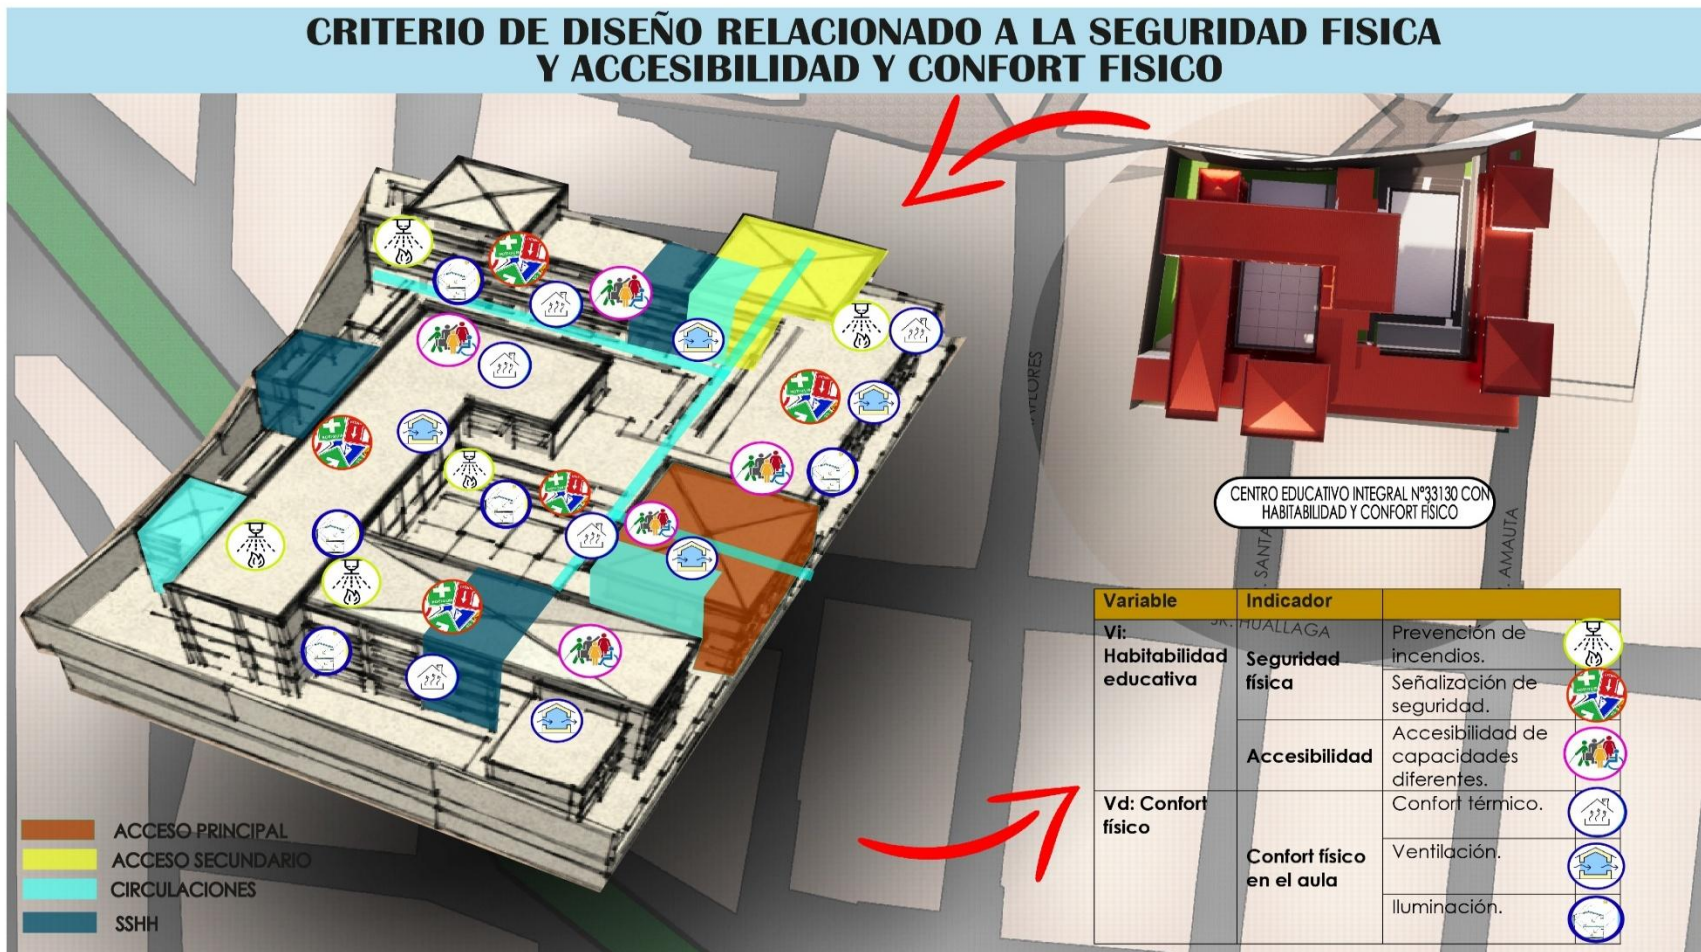 CRITERIO DE DISEÑO RELACIONADO A LA SEGURIDAD FISICA
Y ACCESIBILIDAD Y CONFORT FISICO
CENTRO EDUCATIVO INTEGRAL N°33130 CON
HABITABILIDAD Y CONFORT FÍSICO
SANTA
AMAUTA
JR. HUALLAGA
Variable
Indicador
Vi:
Habitabilidad
educativa
Seguridad
física
Prevención de
incendios.
Señalización de
seguridad.
Accesibilidad
Accesibilidad de
capacidades
diferentes.
Vd: Confort
físico
Confort físico
en el aula
Confort térmico.
Ventilación.
Iluminación.
ACCESO PRINCIPAL
ACCESO SECUNDARIO
CIRCULACIONES
SSHH